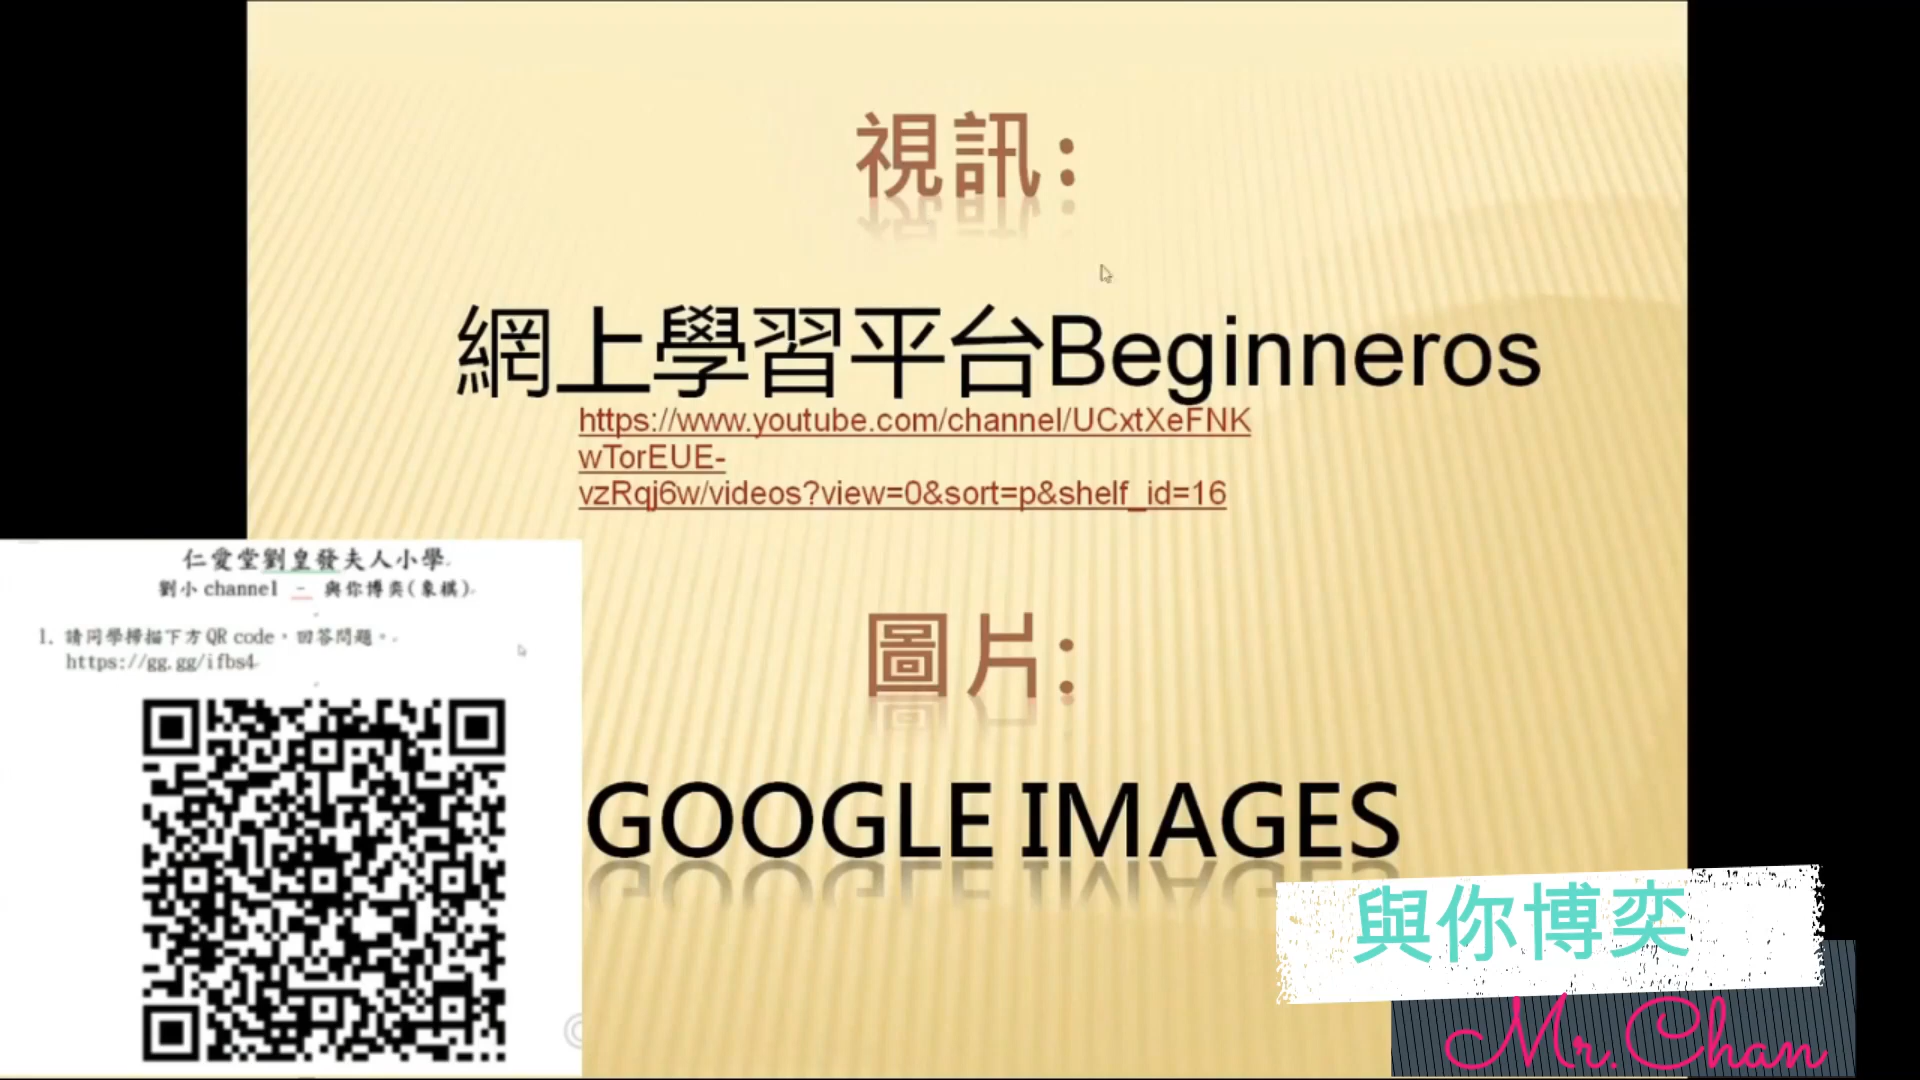 視訊:
網上學習平台Beginneros
https://www.youtube.com/channel/UCxtXeFNK
wTorEUE-
vzRqj6w/videos?view=0&sort=p&shelf_id=16
仁愛堂劉皇發夫人小學
劉小 channel - 與你博奕(象棋)
1. 請同學掃描下方 QR code，回答問題。
https://gg.gg/ifbs4
圖片:
GOOGLE IMAGES
與你博奕
Mr. Chan